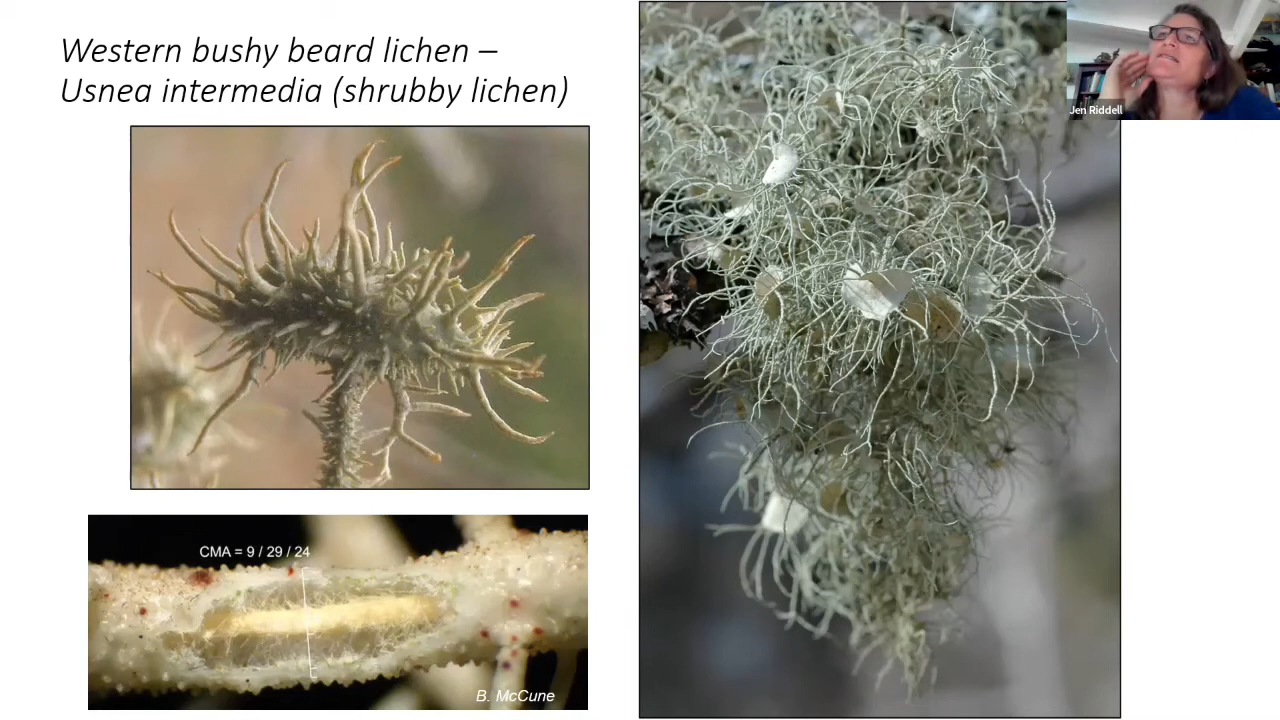 Western bushy beard lichen –
Usnea intermedia (shrubby lichen)
Jen Riddell
CMA = 9 / 29 / 24
B. McCune